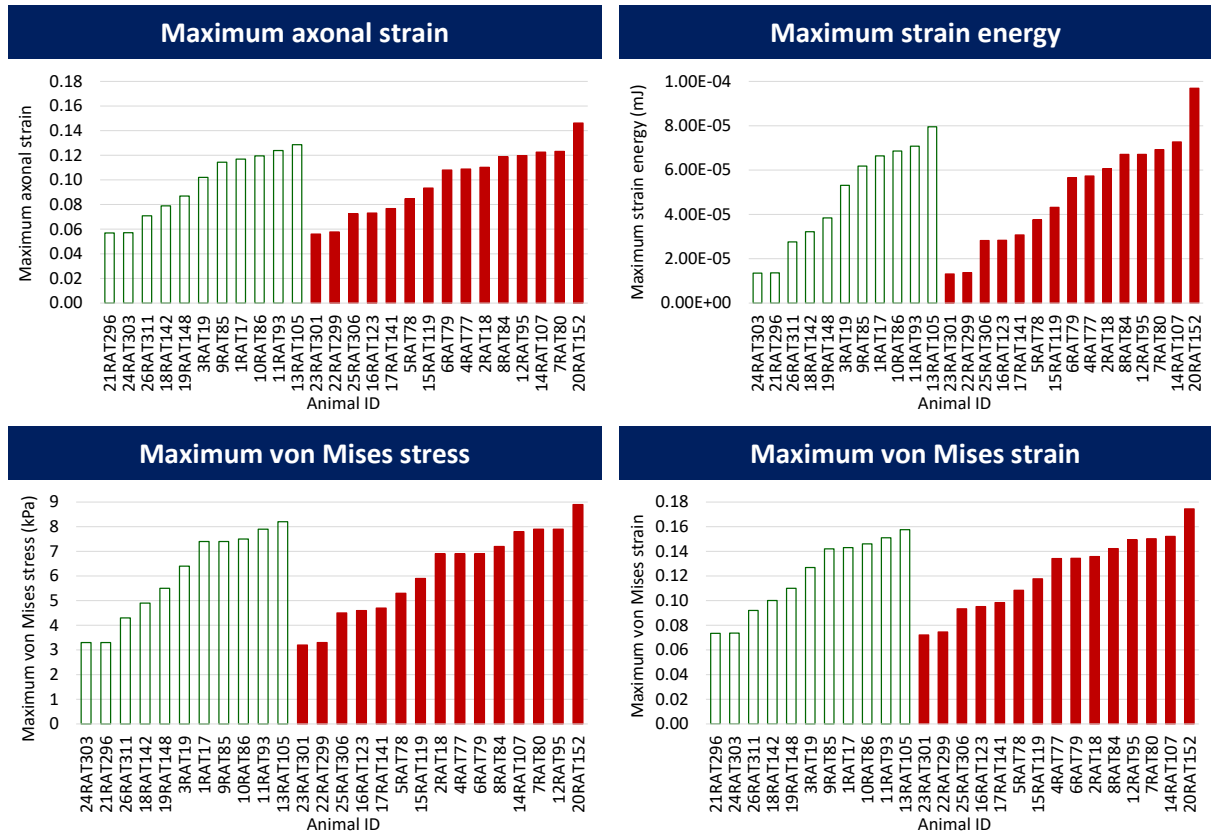 Maximum axonal strain
Maximum axonal strain
0.18
0.16
0.14
0.12
0.10
0.08
0.06
0.04
0.02
0.00
21RAT296
24RAT303
26RAT311
18RAT142
19RAT148
3RAT19
9RAT85
1RAT17
10RAT86
11RAT93
13RAT105
23RAT301
22RAT299
25RAT306
16RAT123
17RAT141
5RAT78
15RAT119
6RAT79
4RAT77
2RAT18
8RAT84
12RAT95
14RAT107
7RAT80
20RAT152
Animal ID
Maximum strain energy
Maximum strain energy (mJ)
1.00E-04
8.00E-05
6.00E-05
4.00E-05
2.00E-05
0.00E+00
24RAT303
21RAT296
26RAT311
18RAT142
19RAT148
3RAT19
9RAT85
1RAT17
10RAT86
11RAT93
13RAT105
23RAT301
22RAT299
25RAT306
16RAT123
17RAT141
5RAT78
15RAT119
6RAT79
4RAT77
2RAT18
8RAT84
12RAT95
7RAT80
14RAT107
20RAT152
Animal ID
Maximum von Mises stress
Maximum von Mises stress (kPa)
9
8
7
6
5
4
3
2
1
0
24RAT303
21RAT296
26RAT311
18RAT142
19RAT148
3RAT19
1RAT17
9RAT85
10RAT86
11RAT93
13RAT105
23RAT301
22RAT299
25RAT306
16RAT123
17RAT141
5RAT78
15RAT119
2RAT18
4RAT77
6RAT79
8RAT84
14RAT107
7RAT80
12RAT95
20RAT152
Animal ID
Maximum von Mises strain
Maximum von Mises strain
0.18
0.16
0.14
0.12
0.10
0.08
0.06
0.04
0.02
0.00
21RAT296
24RAT303
26RAT311
18RAT142
19RAT148
3RAT19
9RAT85
1RAT17
10RAT86
11RAT93
13RAT105
23RAT301
22RAT299
25RAT306
16RAT123
17RAT141
5RAT78
15RAT119
4RAT77
6RAT79
2RAT18
8RAT84
12RAT95
7RAT80
14RAT107
20RAT152
Animal ID